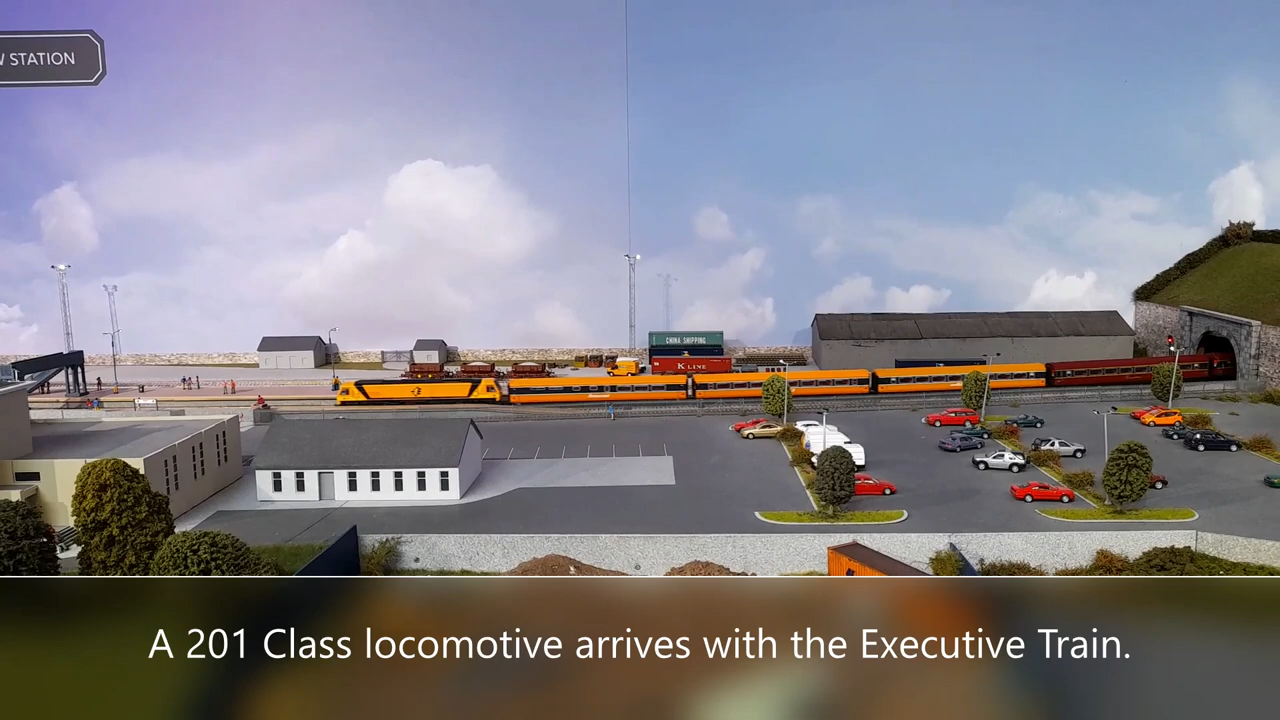 W STATION
CHINA SHIPPING
K LINE
A 201 Class locomotive arrives with the Executive Train.